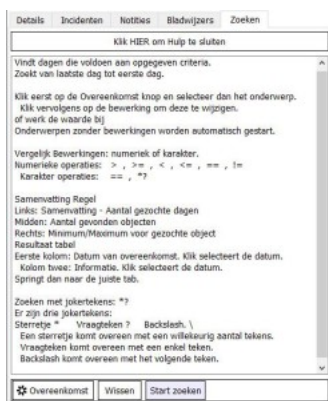 Details Incidenten Notities Bladwijzers Zoeken
Klik HIER om Hulp te sluiten
Vindt dagen die voldoen aan opgegeven criteria.
Zoekt van laatste dag tot eerste dag.
Klik eerst op de Overeenkomst knop en selecteer dan het onderwerp.
Klik vervolgens op de bewerking om deze te wijzigen.
of werk de waarde bij
Onderwerpen zonder bewerkingen worden automatisch gestart.
Vergelijk Bewerkingen: numeriek of karakter.
Numerieke operaties: > , >= , < , <= , == , !=
Karakter operaties: == , *?
Samenvatting Regel
Links: Samenvatting - Aantal gezochte dagen
Midden: Aantal gevonden objecten
Rechts: Minimum/Maximum voor gezochte object
Resultaat tabel
Eerste kolom: Datum van overeenkomst. Klik selecteert de datum.
Kolom twee: Informatie. Klik selecteert de datum.
Springt dan naar de juiste tab.
Zoeken met jokertekens: *?
Er zijn drie jokertekens:
Sterretje * Vraagteken ? Backslash. \
Een sterretje komt overeen met een willekeurig aantal tekens.
Vraagteken komt overeen met een enkel teken.
Backslash komt overeen met het volgende teken.
Overeenkomst Wissen Start zoeken